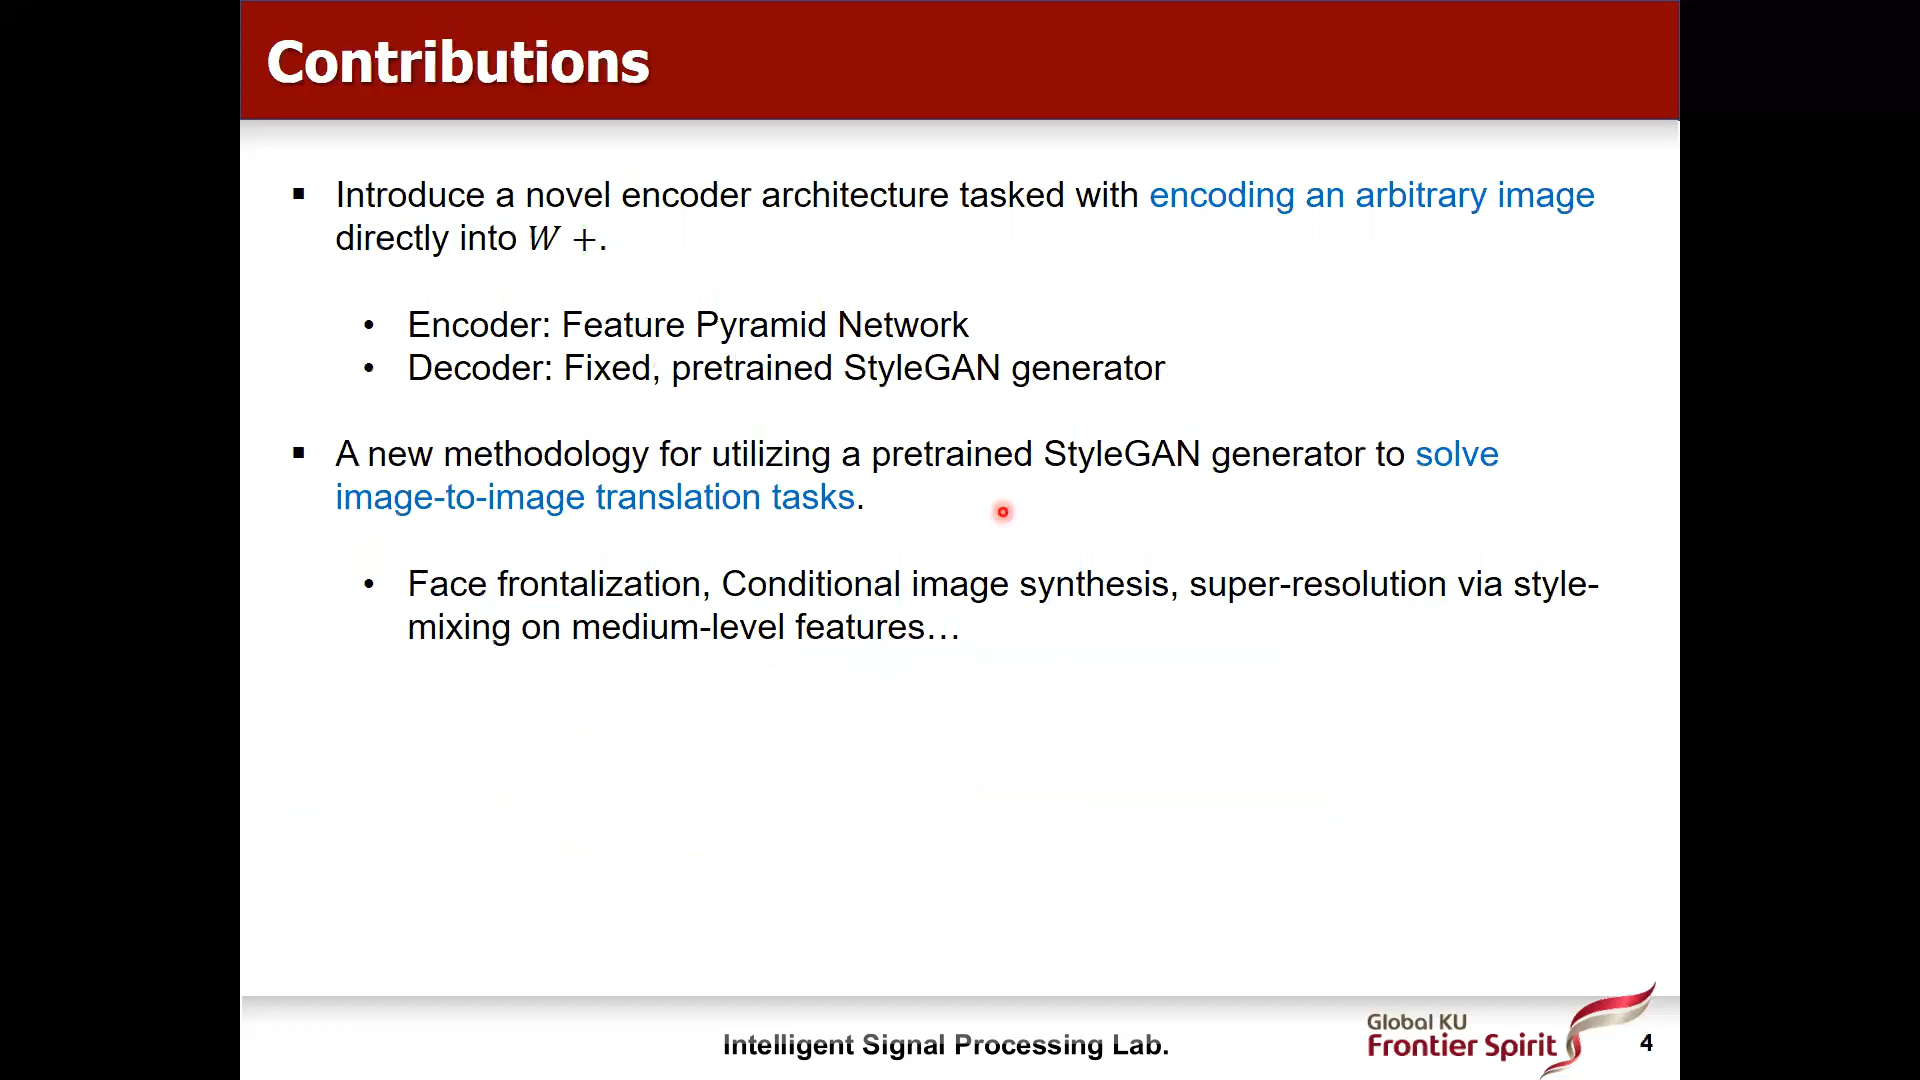 Contributions
▪ Introduce a novel encoder architecture tasked with encoding an arbitrary image
directly into W +.
• Encoder: Feature Pyramid Network
• Decoder: Fixed, pretrained StyleGAN generator
▪ A new methodology for utilizing a pretrained StyleGAN generator to solve
image-to-image translation tasks.
• Face frontalization, Conditional image synthesis, super-resolution via style-
mixing on medium-level features…
Intelligent Signal Processing Lab.
Global KU
Frontier Spirit
4